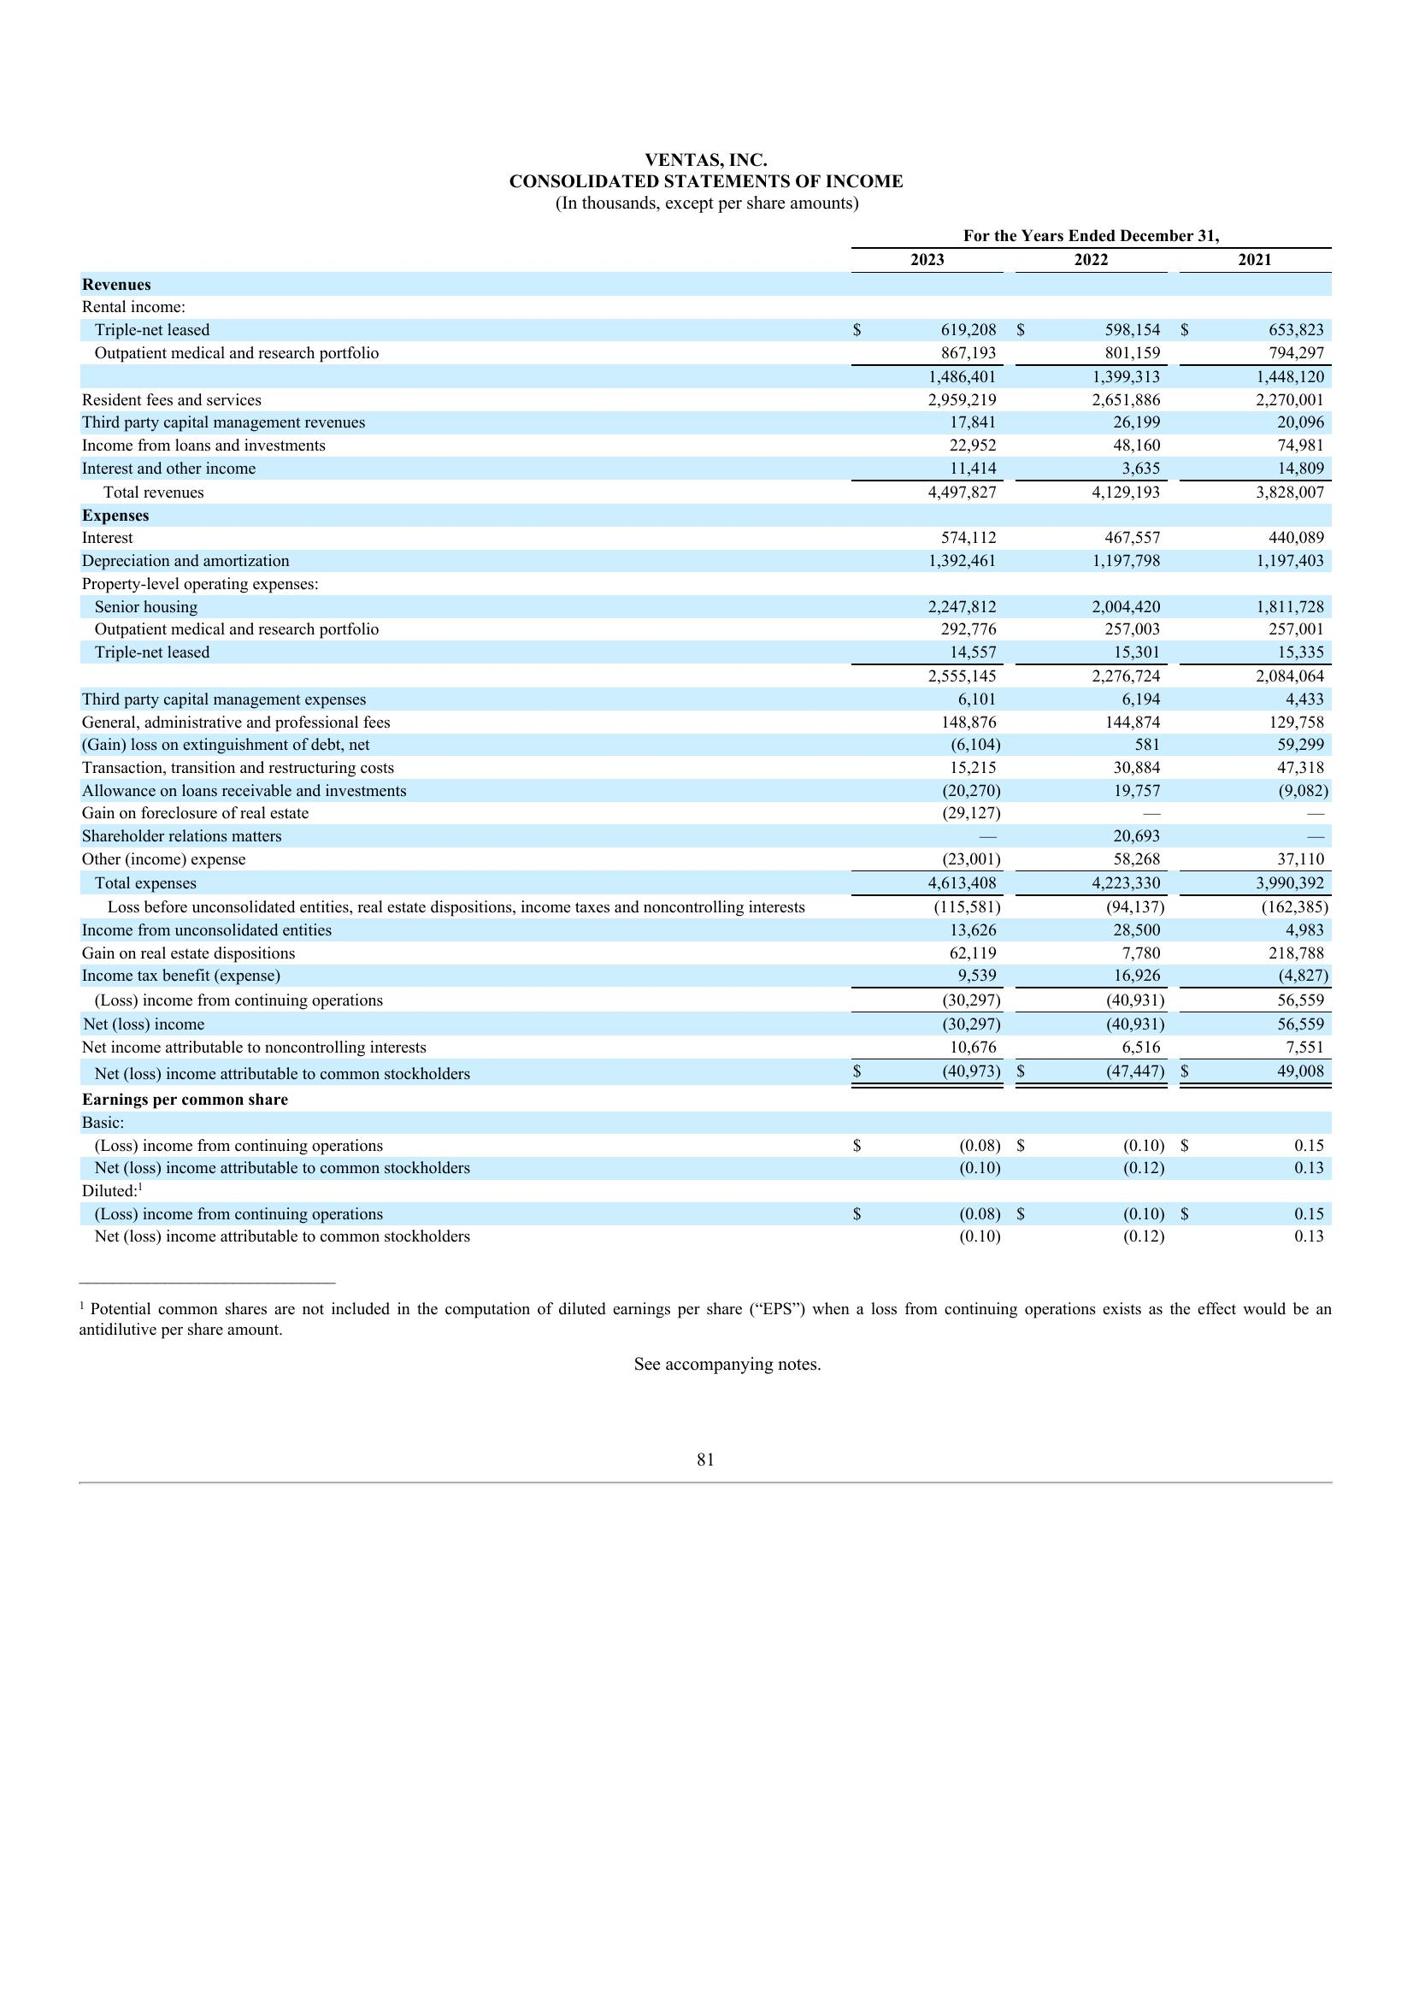 VENTAS, INC.
CONSOLIDATED STATEMENTS OF INCOME
(In thousands, except per share amounts)
For the Years Ended December 31,
2023 2022 2021
Revenues
Rental income:
Triple-net leased $ 619,208 $ 598,154 $ 653,823
Outpatient medical and research portfolio 867,193 801,159 794,297
1,486,401 1,399,313 1,448,120
Resident fees and services 2,959,219 2,651,886 2,270,001
Third party capital management revenues 17,841 26,199 20,096
Income from loans and investments 22,952 48,160 74,981
Interest and other income 11,414 3,635 14,809
Total revenues 4,497,827 4,129,193 3,828,007
Expenses
Interest 574,112 467,557 440,089
Depreciation and amortization 1,392,461 1,197,798 1,197,403
Property-level operating expenses:
Senior housing 2,247,812 2,004,420 1,811,728
Outpatient medical and research portfolio 292,776 257,003 257,001
Triple-net leased 14,557 15,301 15,335
2,555,145 2,276,724 2,084,064
Third party capital management expenses 6,101 6,194 4,433
General, administrative and professional fees 148,876 144,874 129,758
(Gain) loss on extinguishment of debt, net (6,104) 581 59,299
Transaction, transition and restructuring costs 15,215 30,884 47,318
Allowance on loans receivable and investments (20,270) 19,757 (9,082)
Gain on foreclosure of real estate (29,127) — —
Shareholder relations matters — 20,693 —
Other (income) expense (23,001) 58,268 37,110
Total expenses 4,613,408 4,223,330 3,990,392
Loss before unconsolidated entities, real estate dispositions, income taxes and noncontrolling interests (115,581) (94,137) (162,385)
Income from unconsolidated entities 13,626 28,500 4,983
Gain on real estate dispositions 62,119 7,780 218,788
Income tax benefit (expense) 9,539 16,926 (4,827)
(Loss) income from continuing operations (30,297) (40,931) 56,559
Net (loss) income (30,297) (40,931) 56,559
Net income attributable to noncontrolling interests 10,676 6,516 7,551
Net (loss) income attributable to common stockholders $ (40,973) $ (47,447) $ 49,008
Earnings per common share
Basic:
(Loss) income from continuing operations $ (0.08) $ (0.10) $ 0.15
Net (loss) income attributable to common stockholders (0.10) (0.12) 0.13
Diluted:¹
(Loss) income from continuing operations $ (0.08) $ (0.10) $ 0.15
Net (loss) income attributable to common stockholders (0.10) (0.12) 0.13
¹ Potential common shares are not included in the computation of diluted earnings per share (“EPS”) when a loss from continuing operations exists as the effect would be an
antidilutive per share amount.
See accompanying notes.
81